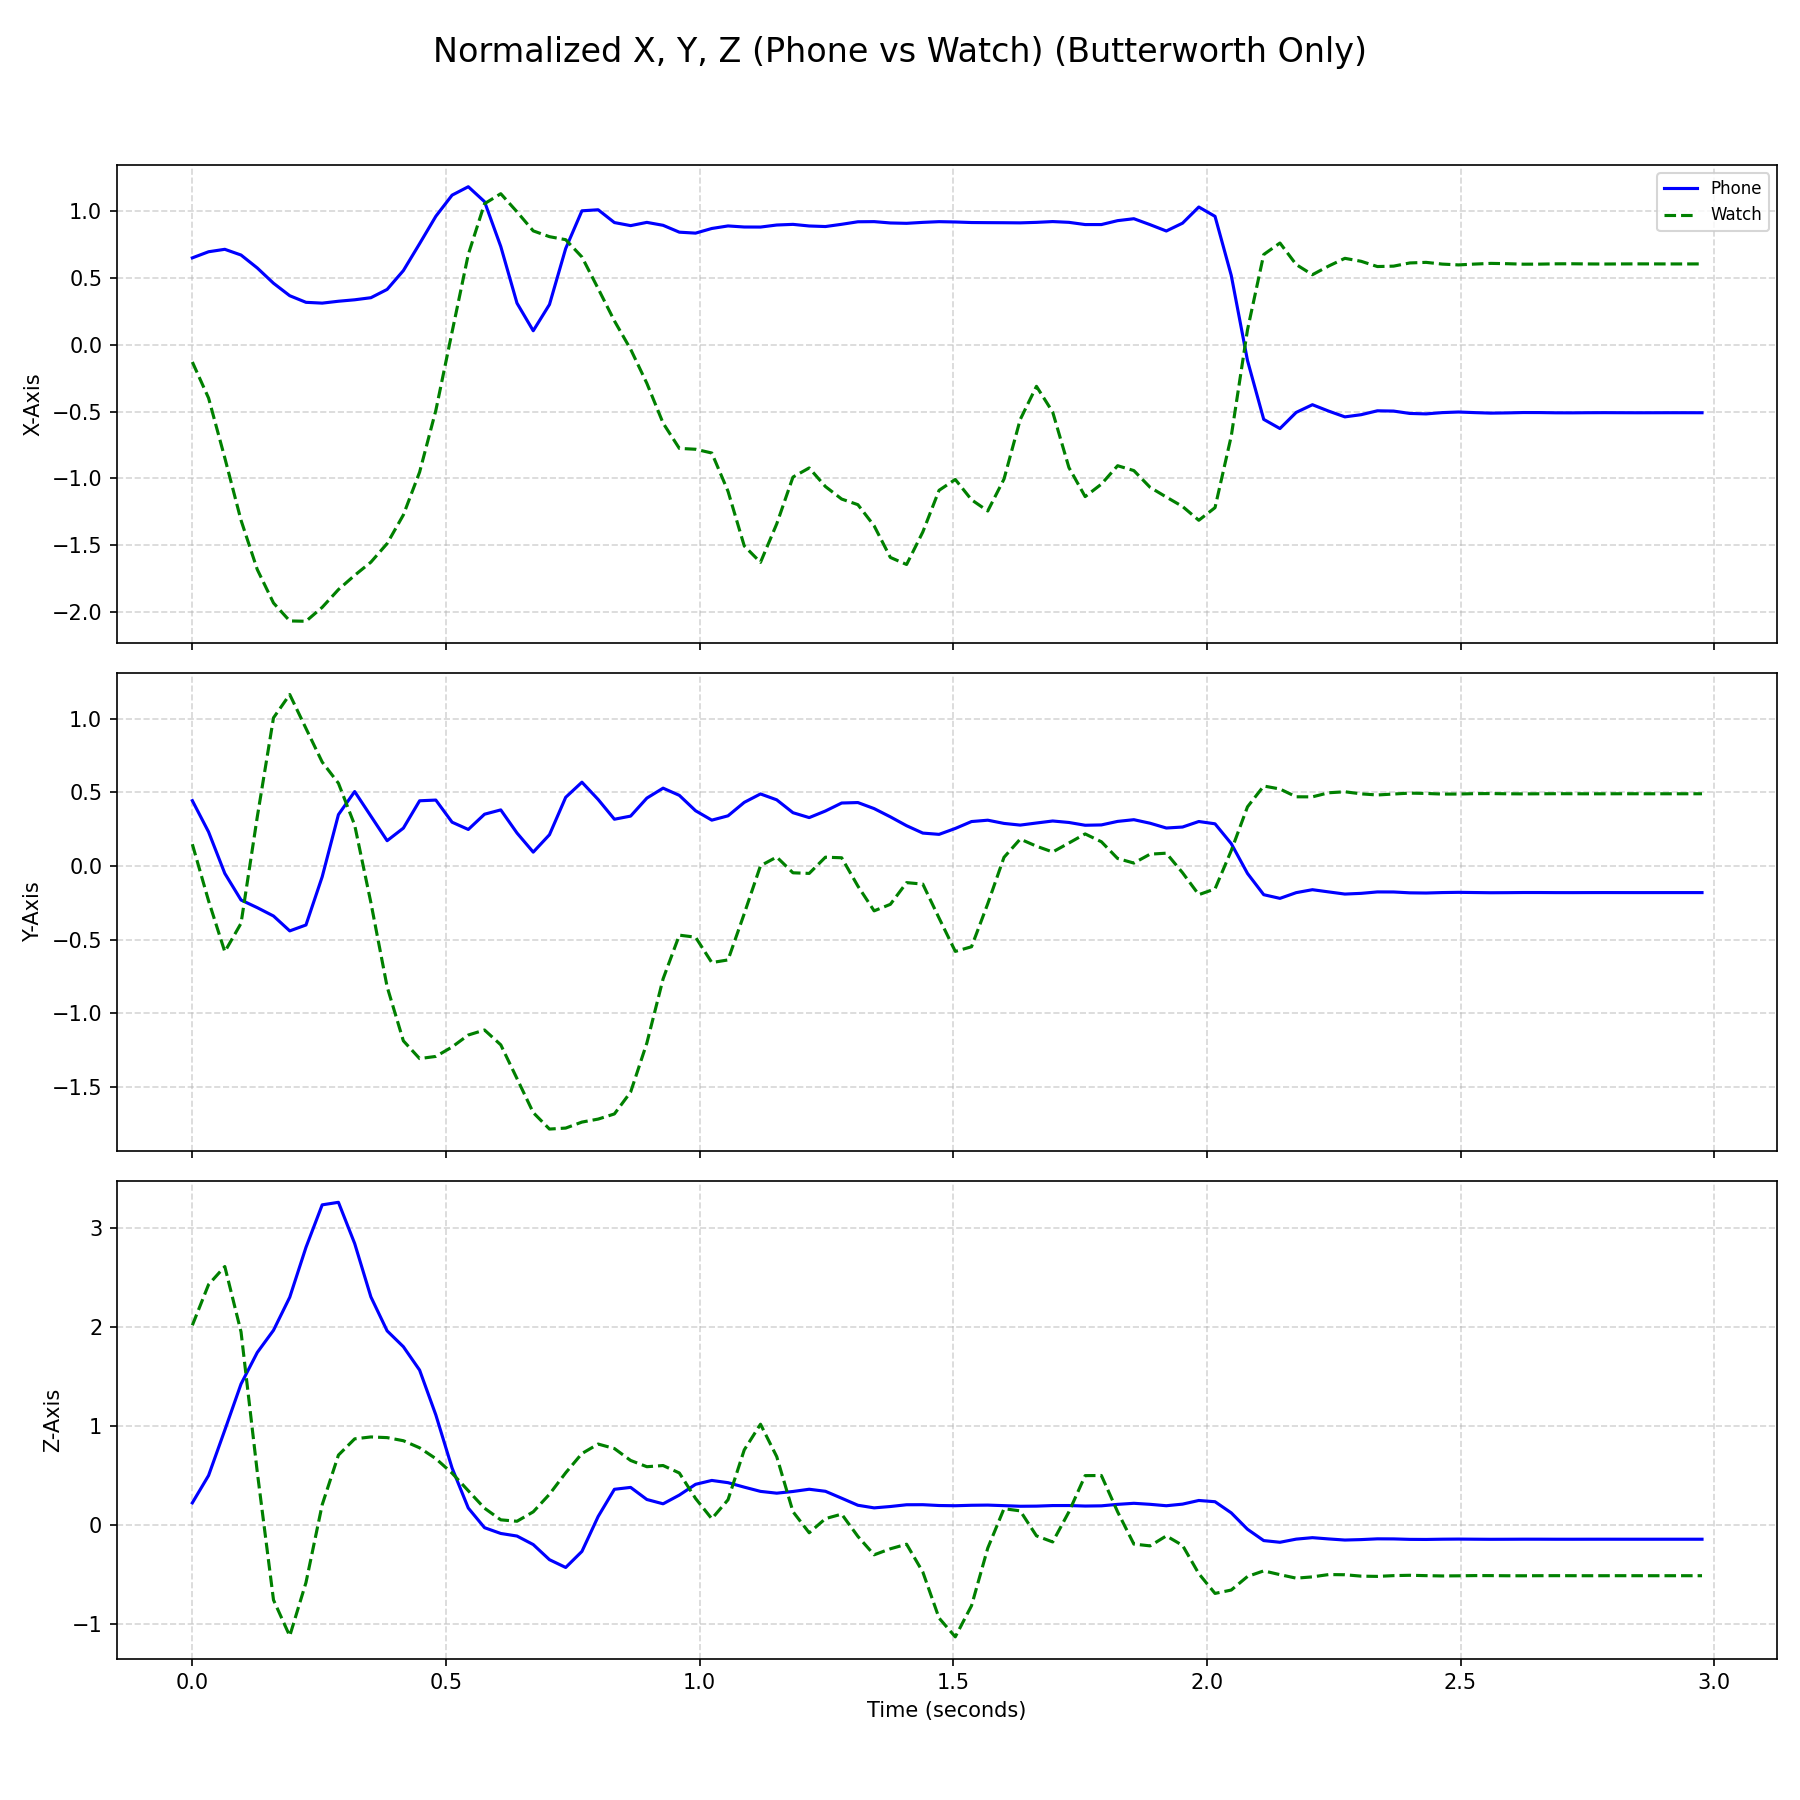 Normalized X, Y, Z (Phone vs Watch) (Butterworth Only)
Phone
Watch
1.0
0.5
0.0
−0.5
−1.0
−1.5
−2.0
X-Axis
1.0
0.5
0.0
−0.5
−1.0
−1.5
Y-Axis
3
2
1
0
−1
Z-Axis
0.0 0.5 1.0 1.5 2.0 2.5 3.0
Time (seconds)